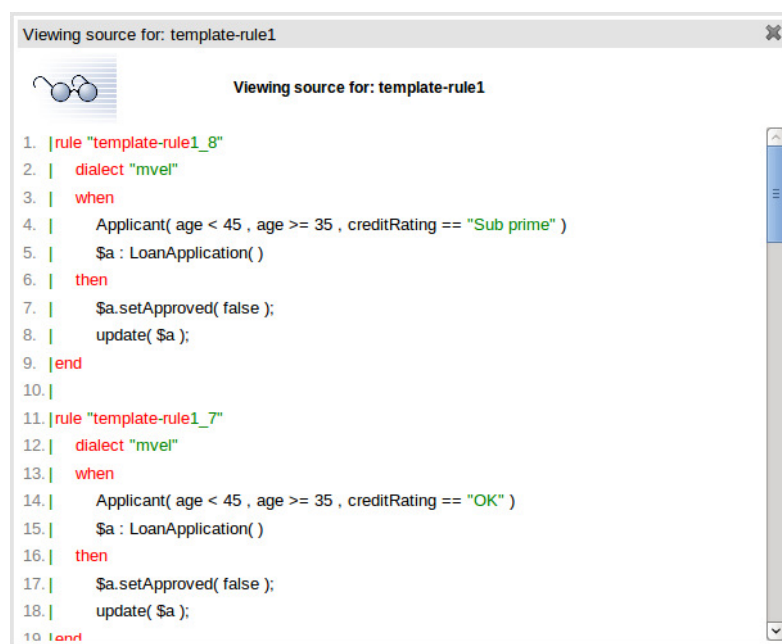 Viewing source for: template-rule1
Viewing source for: template-rule1
1. |rule "template-rule1_8"
2. | dialect "mvel"
3. | when
4. | Applicant( age < 45 , age >= 35 , creditRating == "Sub prime" )
5. | $a : LoanApplication( )
6. | then
7. | $a.setApproved( false );
8. | update( $a );
9. |end
10.|
11.|rule "template-rule1_7"
12.| dialect "mvel"
13.| when
14.| Applicant( age < 45 , age >= 35 , creditRating == "OK" )
15.| $a : LoanApplication( )
16.| then
17.| $a.setApproved( false );
18.| update( $a );
19.|end